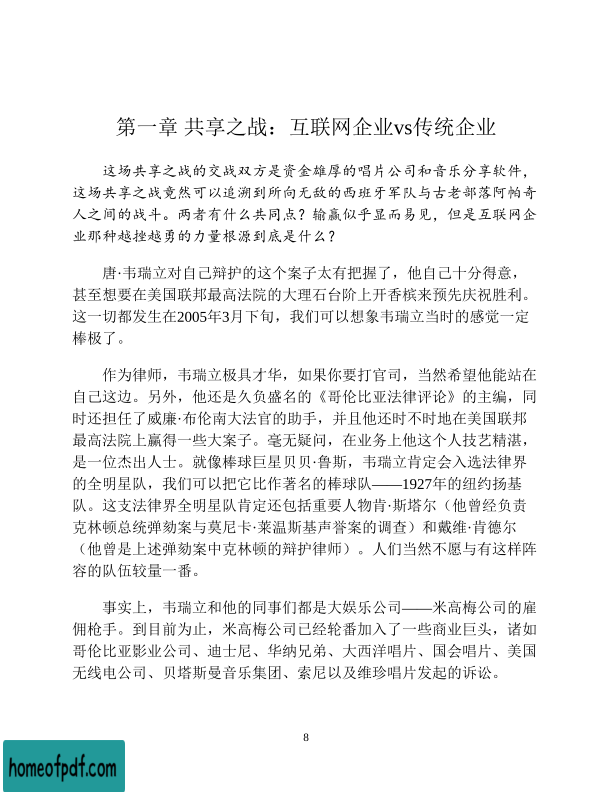 第一章 共享之战：互联网企业vs传统企业
这场共享之战的交战双方是资金雄厚的唱片公司和音乐分享软件，
这场共享之战竟然可以追溯到所向无敌的西班牙军队与古老部落阿帕奇
人之间的战斗。两者有什么共同点？输赢似乎显而易见，但是互联网企
业那种越挫越勇的力量根源到底是什么？
唐·韦瑞立对自己辩护的这个案子太有把握了，他自己十分得意，
甚至想要在美国联邦最高法院的大理石台阶上开香槟来预先庆祝胜利。
这一切都发生在2005年3月下旬，我们可以想象韦瑞立当时的感觉一定
棒极了。
作为律师，韦瑞立极具才华，如果你要打官司，当然希望他能站在
自己这边。另外，他还是久负盛名的《哥伦比亚法律评论》的主编，同
时还担任了威廉·布伦南大法官的助手，并且他还时不时地在美国联邦
最高法院上赢得一些大案子。毫无疑问，在业务上他这个人技艺精湛，
是一位杰出人士。就像棒球巨星贝贝·鲁斯，韦瑞立肯定会入选法律界
的全明星队，我们可以把它比作著名的棒球队——1927年的纽约扬基
队。这支法律界全明星队肯定还包括重要人物肯·斯塔尔（他曾经负责
克林顿总统弹劾案与莫尼卡·莱温斯基声誉案的调查）和戴维·肯德尔
（他曾是上述弹劾案中克林顿的辩护律师）。人们当然不愿与有这样阵
容的队伍较量一番。
事实上，韦瑞立和他的同事们都是大娱乐公司——米高梅公司的雇
佣枪手。到目前为止，米高梅公司已经轮番加入了一些商业巨头，诸如
哥伦比亚影业公司、迪士尼、华纳兄弟、大西洋唱片、国会唱片、美国
无线电公司、贝塔斯曼音乐集团、索尼以及维珍唱片发起的诉讼。
8
homeofpdf.com